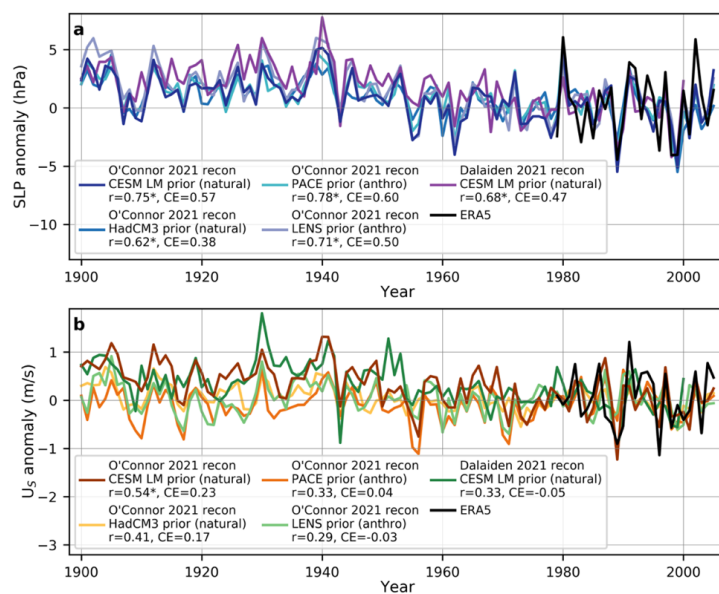 a
SLP anomaly (hPa)
5
0
−5
−10
O'Connor 2021 recon
CESM LM prior (natural)
r=0.75*, CE=0.57
O'Connor 2021 recon
HadCM3 prior (natural)
r=0.62*, CE=0.38
O'Connor 2021 recon
PACE prior (anthro)
r=0.78*, CE=0.60
O'Connor 2021 recon
LENS prior (anthro)
r=0.71*, CE=0.50
Dalaiden 2021 recon
CESM LM prior (natural)
r=0.68*, CE=0.47
ERA5
1900 1920 1940 1960 1980 2000
Year
b
U_S anomaly (m/s)
1
0
−1
−2
−3
O'Connor 2021 recon
CESM LM prior (natural)
r=0.54*, CE=0.23
O'Connor 2021 recon
HadCM3 prior (natural)
r=0.41, CE=0.17
O'Connor 2021 recon
PACE prior (anthro)
r=0.33, CE=0.04
O'Connor 2021 recon
LENS prior (anthro)
r=0.29, CE=-0.03
Dalaiden 2021 recon
CESM LM prior (natural)
r=0.33, CE=-0.05
ERA5
1900 1920 1940 1960 1980 2000
Year